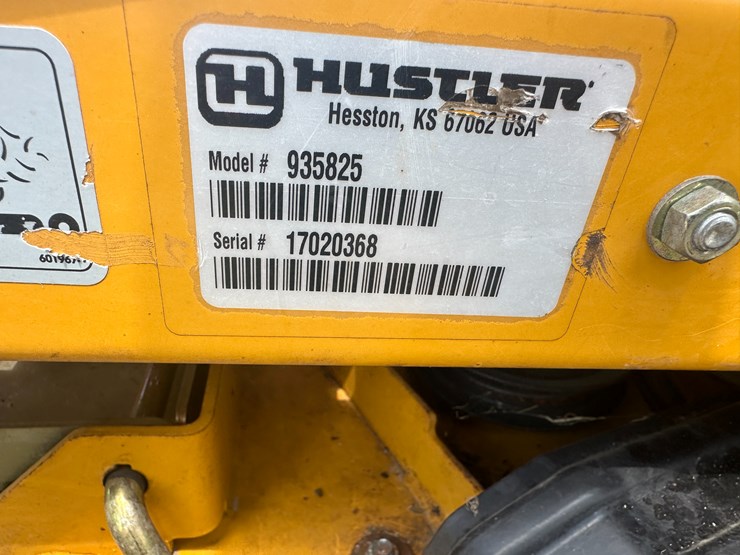 H HUSTLER
Hesston, KS 67062 USA
Model # 935825
Serial # 17020368